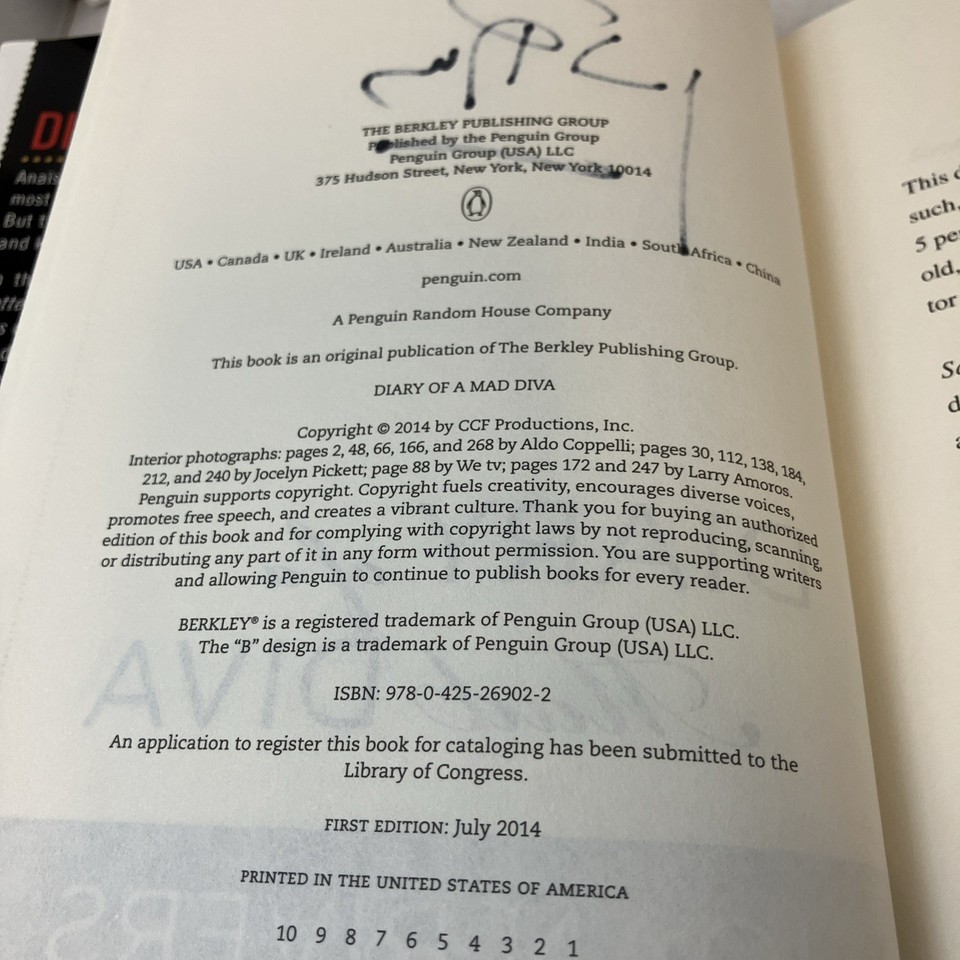 THE BERKLEY PUBLISHING GROUP
Published by the Penguin Group
Penguin Group (USA) LLC
375 Hudson Street, New York, New York 10014
USA • Canada • UK • Ireland • Australia • New Zealand • India • South Africa • China
penguin.com
A Penguin Random House Company
This book is an original publication of The Berkley Publishing Group.
DIARY OF A MAD DIVA
Copyright © 2014 by CCF Productions, Inc.
Interior photographs: pages 2, 48, 66, 166, and 268 by Aldo Coppelli; pages 30, 112, 138, 184,
212, and 240 by Jocelyn Pickett; page 88 by We tv; pages 172 and 247 by Larry Amoros.
Penguin supports copyright. Copyright fuels creativity, encourages diverse voices,
promotes free speech, and creates a vibrant culture. Thank you for buying an authorized
edition of this book and for complying with copyright laws by not reproducing, scanning,
or distributing any part of it in any form without permission. You are supporting writers
and allowing Penguin to continue to publish books for every reader.
BERKLEY® is a registered trademark of Penguin Group (USA) LLC.
The “B” design is a trademark of Penguin Group (USA) LLC.
ISBN: 978-0-425-26902-2
An application to register this book for cataloging has been submitted to the
Library of Congress.
FIRST EDITION: July 2014
PRINTED IN THE UNITED STATES OF AMERICA
10 9 8 7 6 5 4 3 2 1
DI
Anaïs
most
But
and
This
such,
5
old,
tor